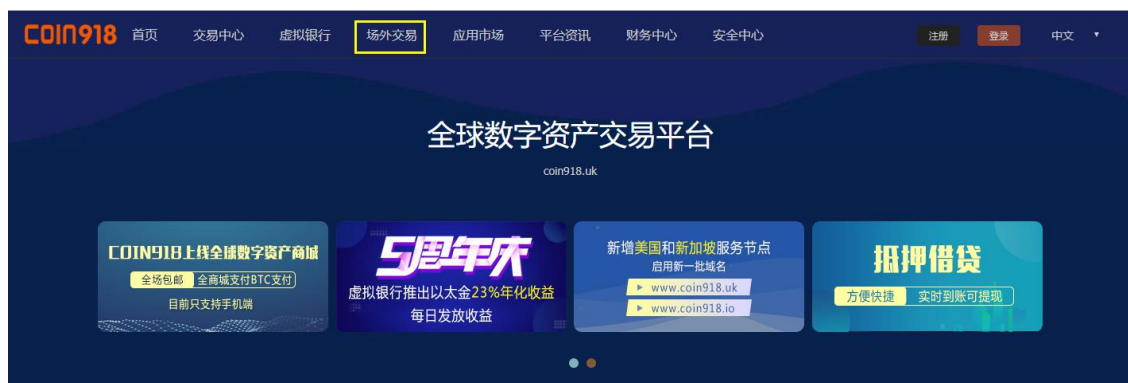 COIN918 首页 交易中心 虚拟银行 场外交易 应用市场 平台资讯 财务中心 安全中心 注册 登录 中文
全球数字资产交易平台
coin918.uk
COIN918上线全球数字资产商城
全场包邮 全商城支付BTC支付
目前只支持手机端
5周年庆
虚拟银行推出以太金23%年化收益
每日发放收益
新增美国和新加坡服务节点
启用新一批域名
www.coin918.uk
www.coin918.io
抵押借贷
方便快捷 实时到账可提现